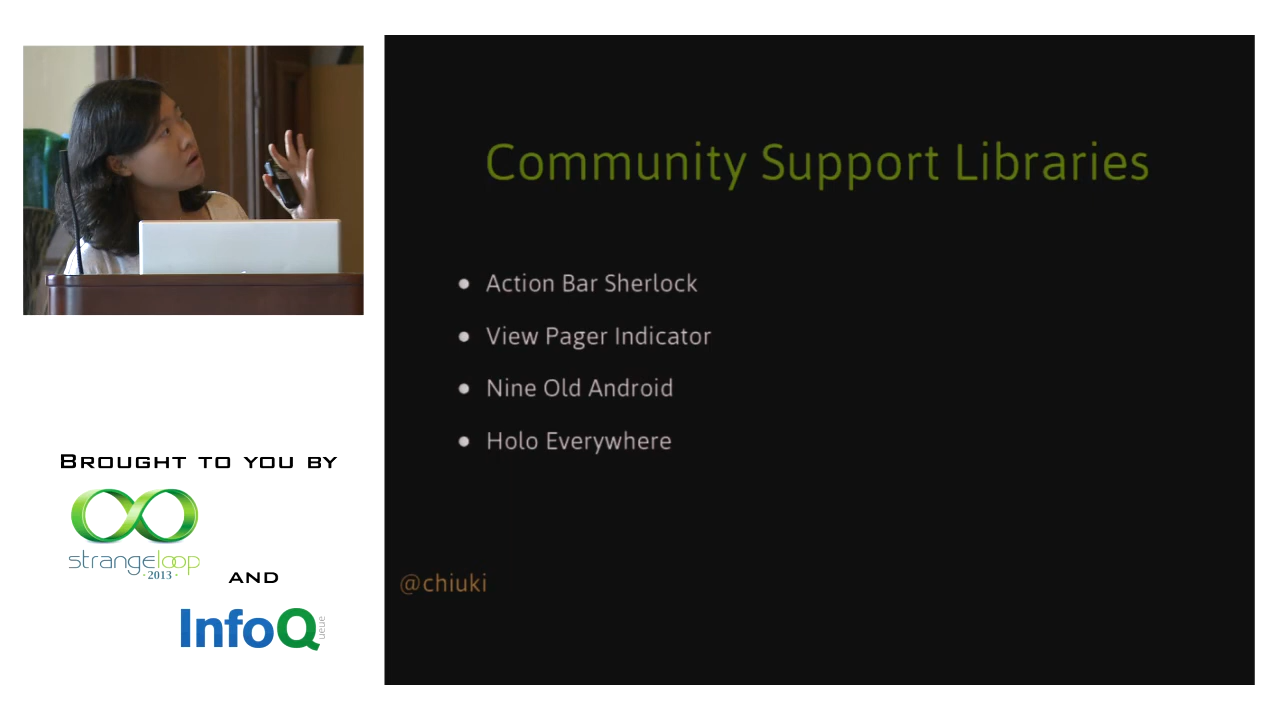 Community Support Libraries
• Action Bar Sherlock
• View Pager Indicator
• Nine Old Android
• Holo Everywhere
@chiuki
BROUGHT TO YOU BY
strangeloop
·2013·
AND
InfoQ
ueue